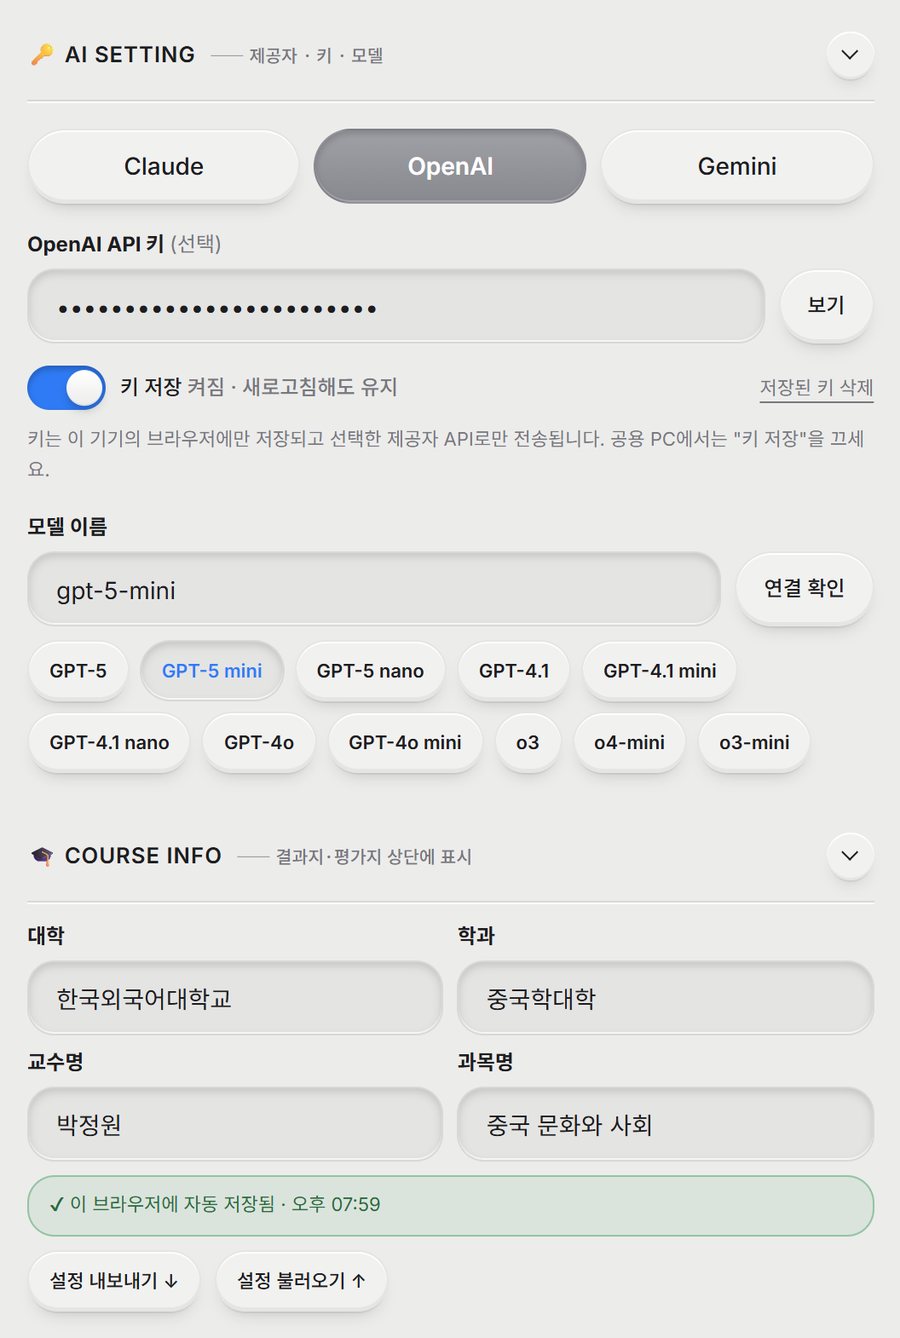 AI SETTING — 제공자 · 키 · 모델
Claude
OpenAI
Gemini
OpenAI API 키 (선택)
•••••••••••••••••••••••• 보기
키 저장 켜짐 · 새로고침해도 유지
저장된 키 삭제
키는 이 기기의 브라우저에만 저장되고 선택한 제공자 API로만 전송됩니다. 공용 PC에서는 "키 저장"을 끄세
요.
모델 이름
gpt-5-mini
연결 확인
GPT-5
GPT-5 mini
GPT-5 nano
GPT-4.1
GPT-4.1 mini
GPT-4.1 nano
GPT-4o
GPT-4o mini
o3
o4-mini
o3-mini
COURSE INFO — 결과지·평가지 상단에 표시
대학
학과
한국외국어대학교
중국학대학
교수명
과목명
박정원
중국 문화와 사회
✓ 이 브라우저에 자동 저장됨 · 오후 07:59
설정 내보내기 ↓
설정 불러오기 ↑